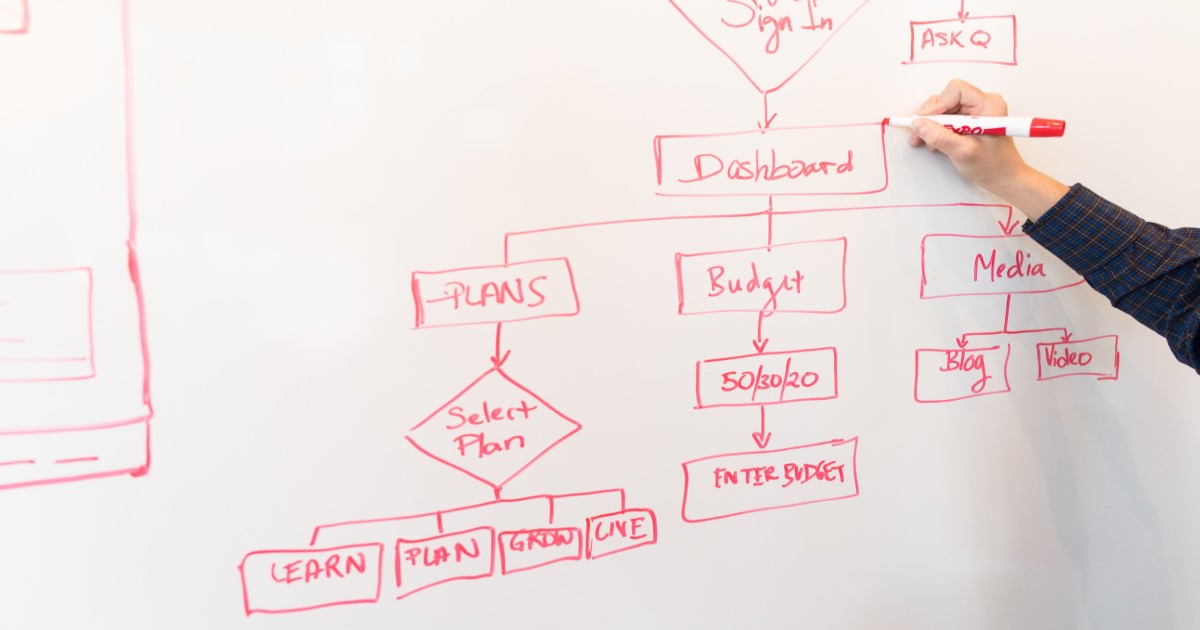 Sign In
ASK Q
EXPO
Dashboard
PLANS
Budget
Media
50/30/20
Blog
Video
Select
Plan
ENTER BUDGET
LEARN
PLAN
GROW
LIVE